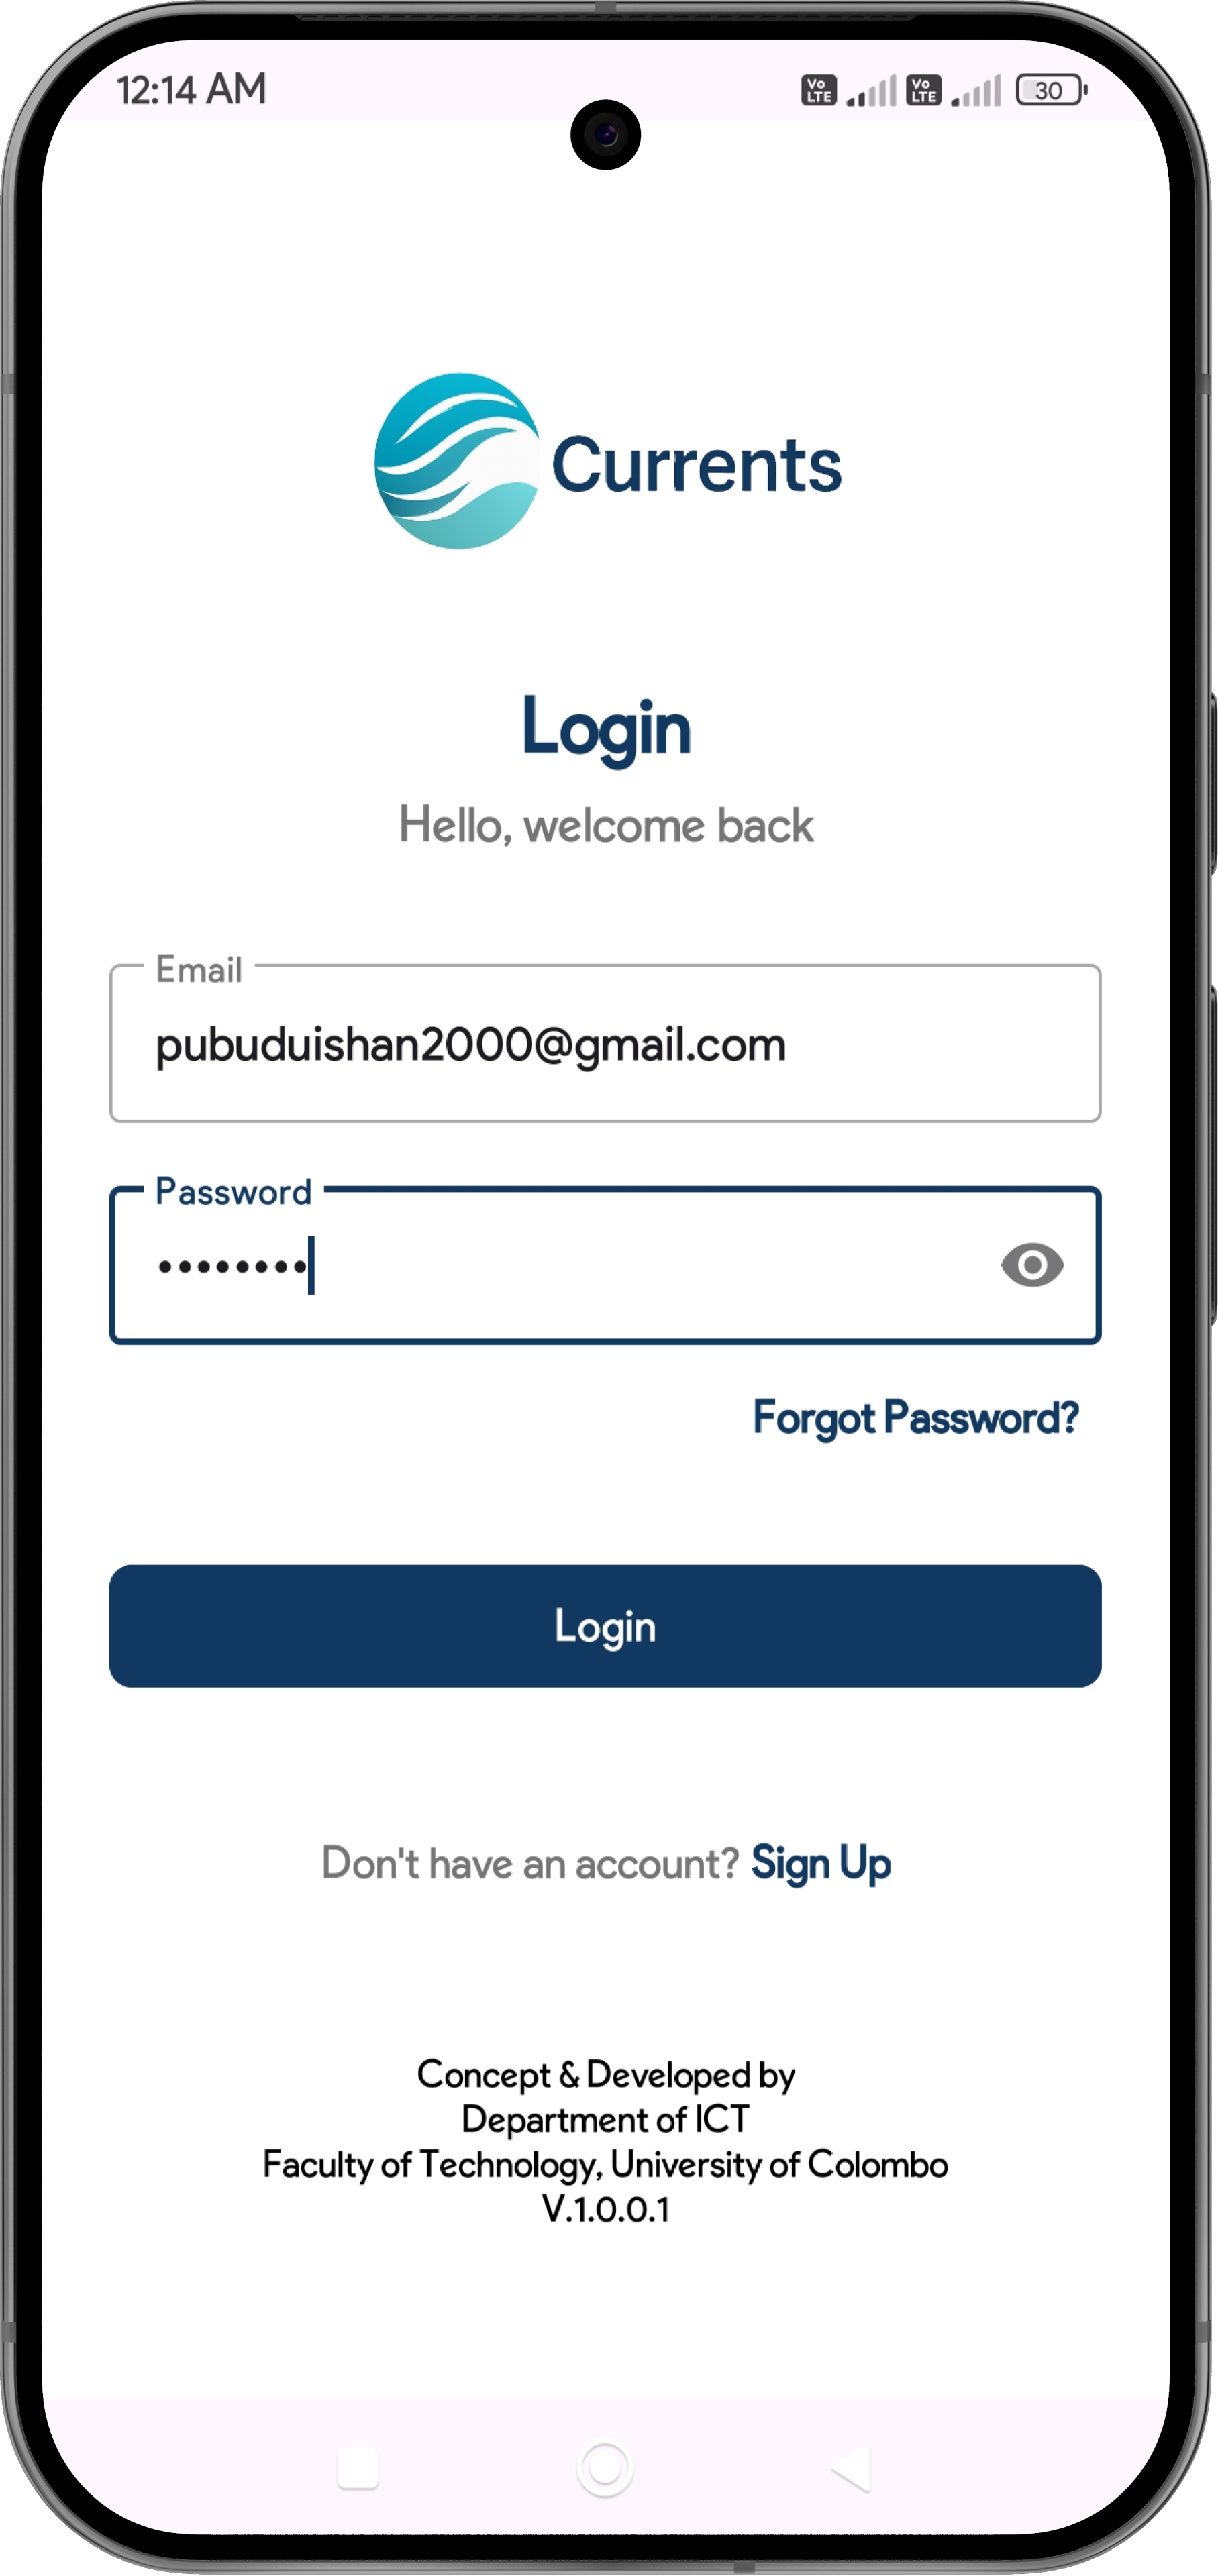 12:14 AM
Vo LTE Vo LTE 30
Currents
Login
Hello, welcome back
Email
pubuduishan2000@gmail.com
Password
••••••••
Forgot Password?
Login
Don't have an account? Sign Up
Concept & Developed by
Department of ICT
Faculty of Technology, University of Colombo
V.1.0.0.1